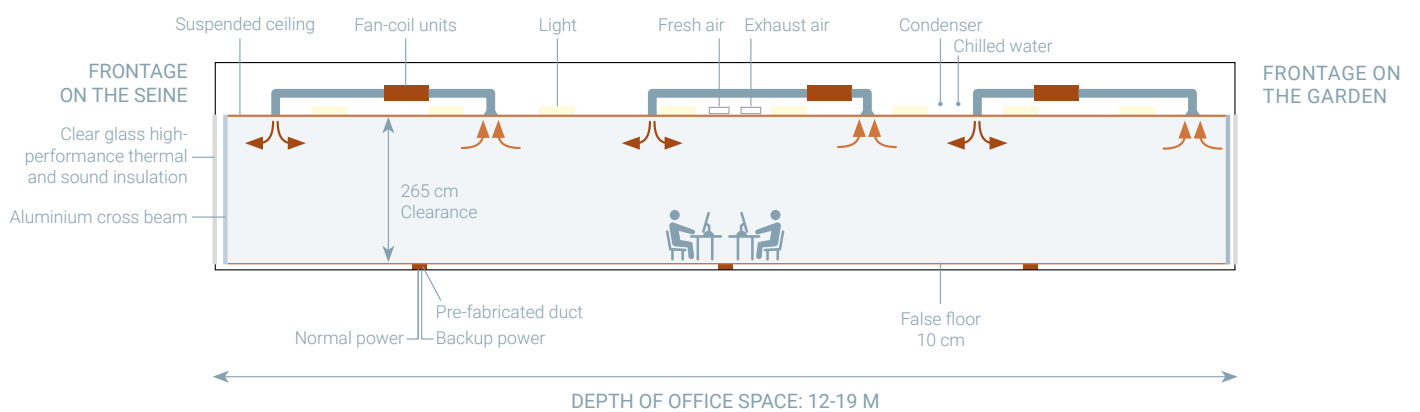 Suspended ceiling
Fan-coil units
Light
Fresh air
Exhaust air
Condenser
Chilled water
FRONTAGE
ON THE SEINE
FRONTAGE ON
THE GARDEN
Clear glass high-
performance thermal
and sound insulation
Aluminium cross beam
265 cm
Clearance
Pre-fabricated duct
Normal power
Backup power
False floor
10 cm
DEPTH OF OFFICE SPACE: 12-19 M